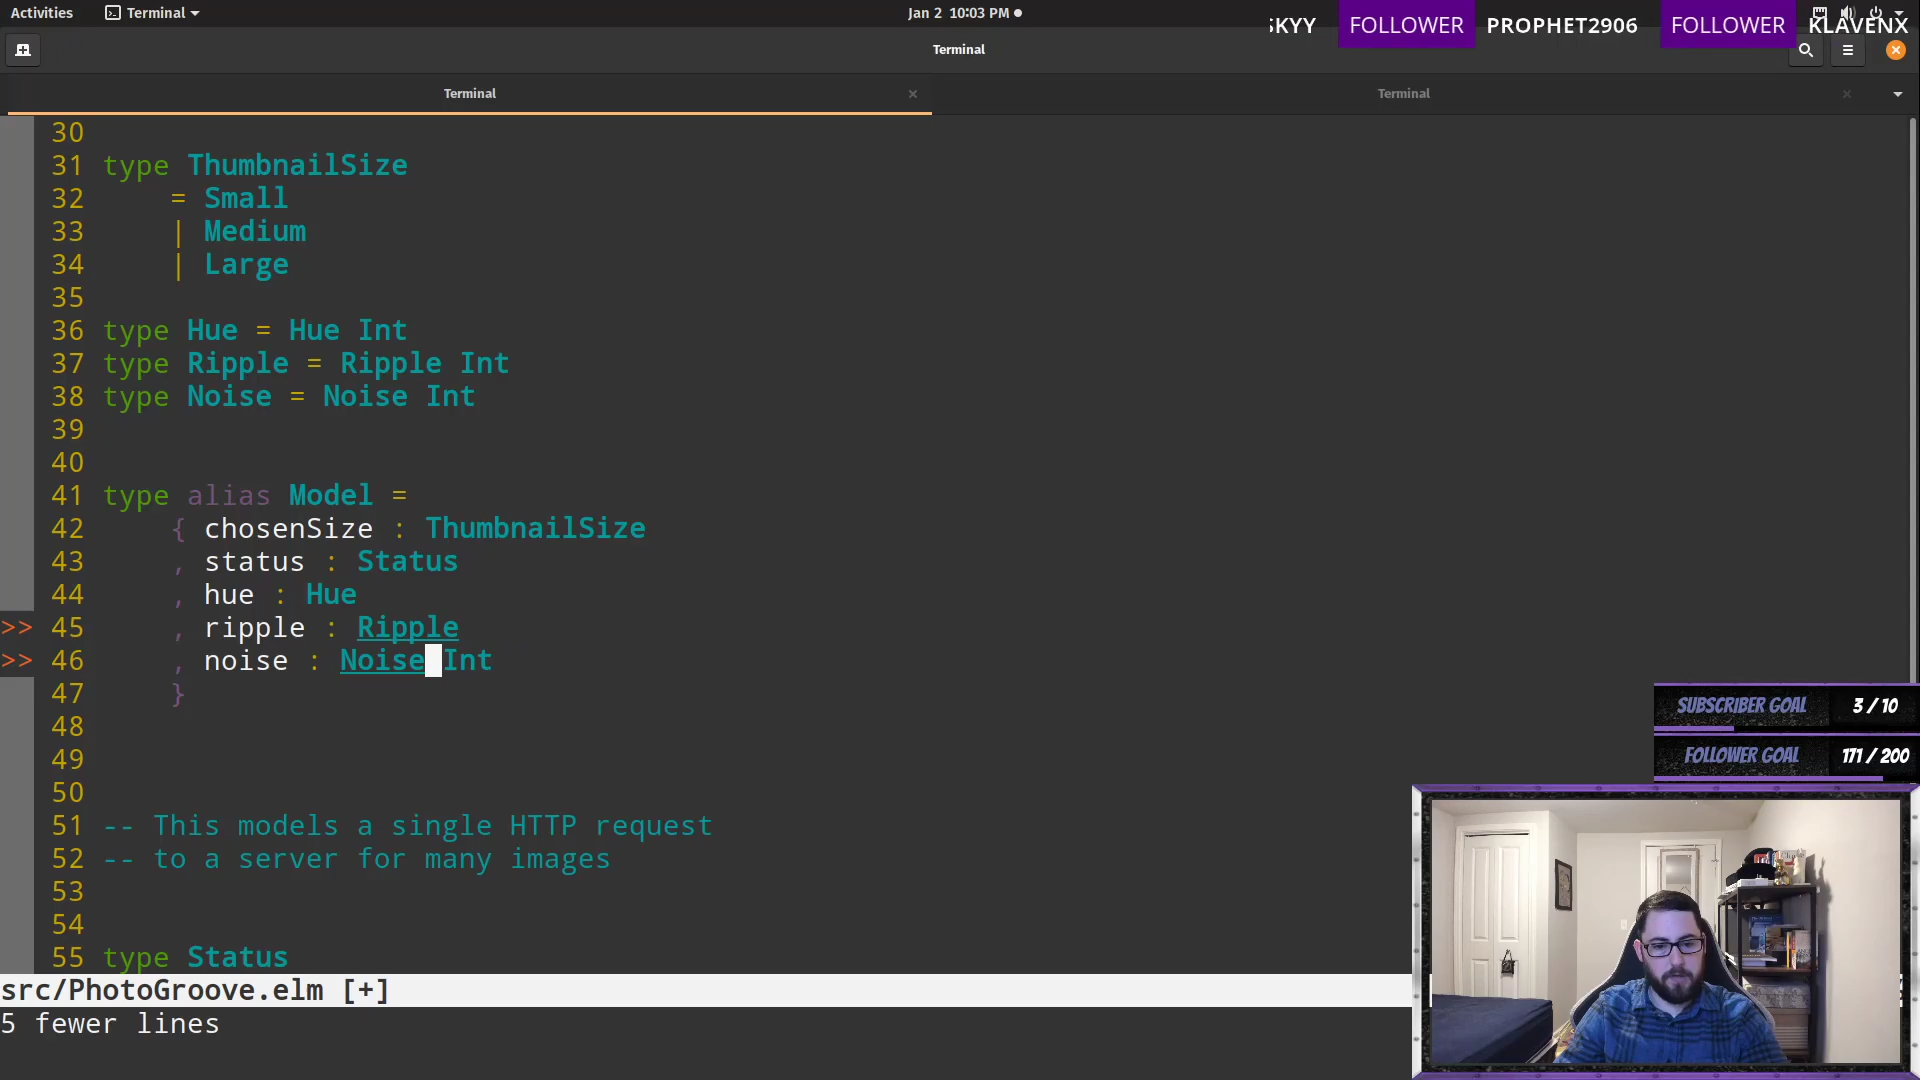 Activities
Terminal
Jan 2 10:03 PM
SKYY FOLLOWER PROPHET2906 FOLLOWER KLAVENX
Terminal
Terminal
Terminal
30
31 type ThumbnailSize
32 = Small
33 | Medium
34 | Large
35
36 type Hue = Hue Int
37 type Ripple = Ripple Int
38 type Noise = Noise Int
39
40
41 type alias Model =
42 { chosenSize : ThumbnailSize
43 , status : Status
44 , hue : Hue
>> 45 , ripple : Ripple
>> 46 , noise : Noise Int
47 }
48
49
50
51 -- This models a single HTTP request
52 -- to a server for many images
53
54
55 type Status
SUBSCRIBER GOAL 3 / 10
FOLLOWER GOAL 171 / 200
src/PhotoGroove.elm [+]
5 fewer lines